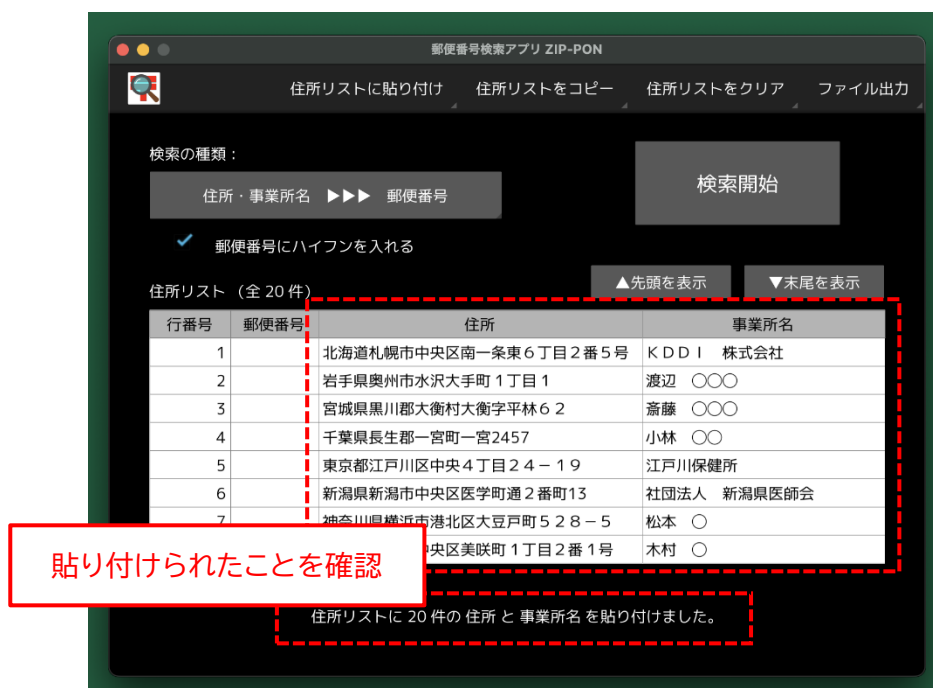 郵便番号検索アプリ ZIP-PON
住所リストに貼り付け 住所リストをコピー 住所リストをクリア ファイル出力
検索の種類：
住所・事業所名 ▶▶▶ 郵便番号
検索開始
郵便番号にハイフンを入れる
住所リスト （全 20 件）
▲先頭を表示 ▼末尾を表示
行番号 郵便番号 住所 事業所名
1 北海道札幌市中央区南一条東６丁目２番５号 ＫＤＤＩ　株式会社
2 岩手県奥州市水沢大手町１丁目１ 渡辺　○○○
3 宮城県黒川郡大衡村大衡字平林６２ 斎藤　○○○
4 千葉県長生郡一宮町一宮2457 小林　○○
5 東京都江戸川区中央４丁目２４－１９ 江戸川保健所
6 新潟県新潟市中央区医学町通２番町13 社団法人　新潟県医師会
7 神奈川県横浜市港北区大豆戸町５２８－５ 松本　○
央区美咲町１丁目２番１号 木村　○
貼り付けられたことを確認
住所リストに 20 件の 住所 と 事業所名 を貼り付けました。